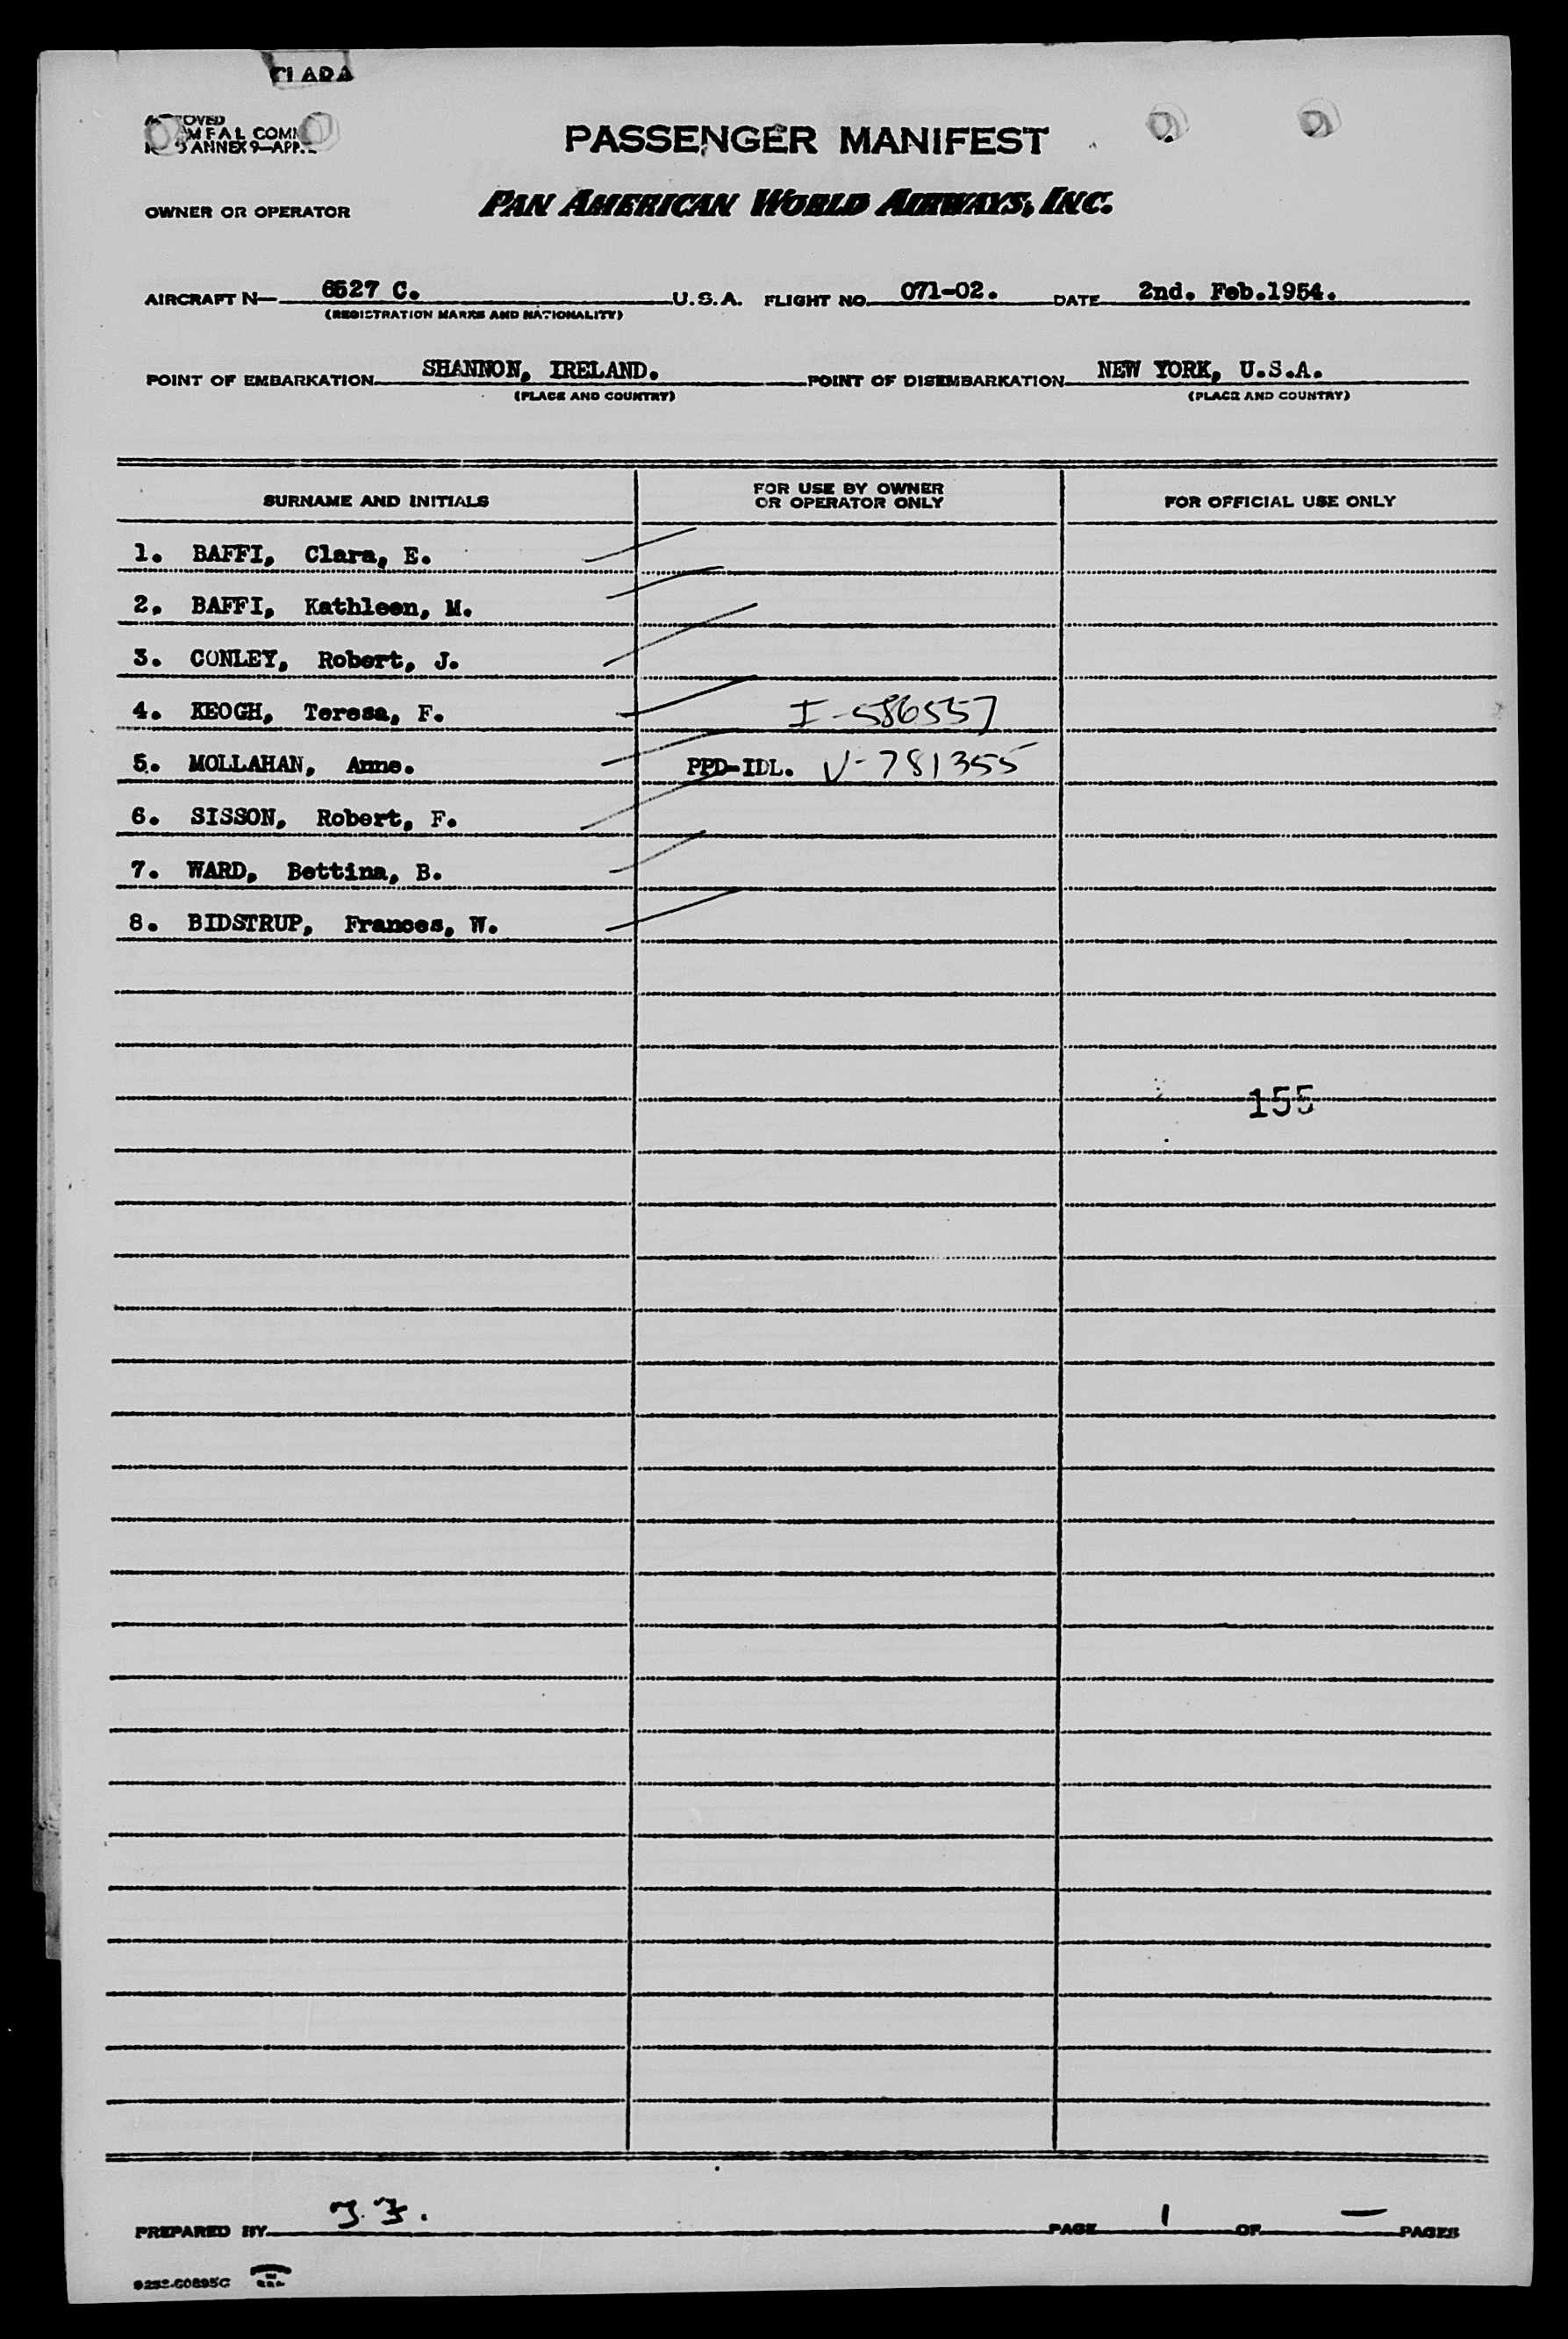 CLARA
PASSENGER MANIFEST
OWNER OR OPERATOR PAN AMERICAN WORLD AIRWAYS, INC.
AIRCRAFT N— 6527 C. U.S.A. FLIGHT NO. 071-02. DATE 2nd. Feb.1954.
(REGISTRATION MARKS AND NATIONALITY)
POINT OF EMBARKATION SHANNON, IRELAND. POINT OF DISEMBARKATION NEW YORK, U.S.A.
(PLACE AND COUNTRY) (PLACE AND COUNTRY)
SURNAME AND INITIALS FOR USE BY OWNER OR OPERATOR ONLY FOR OFFICIAL USE ONLY
1. BAFFI, Clara, E.
2. BAFFI, Kathleen, M.
3. CONLEY, Robert, J.
4. KEOGH, Teresa, F. I-586557
5. MOLLAHAN, Anne. PPD-IDL. V-781355
6. SISSON, Robert, F.
7. WARD, Bettina, B.
8. BIDSTRUP, Frances, W.
155
PREPARED BY J.F. PAGE 1 OF — PAGES